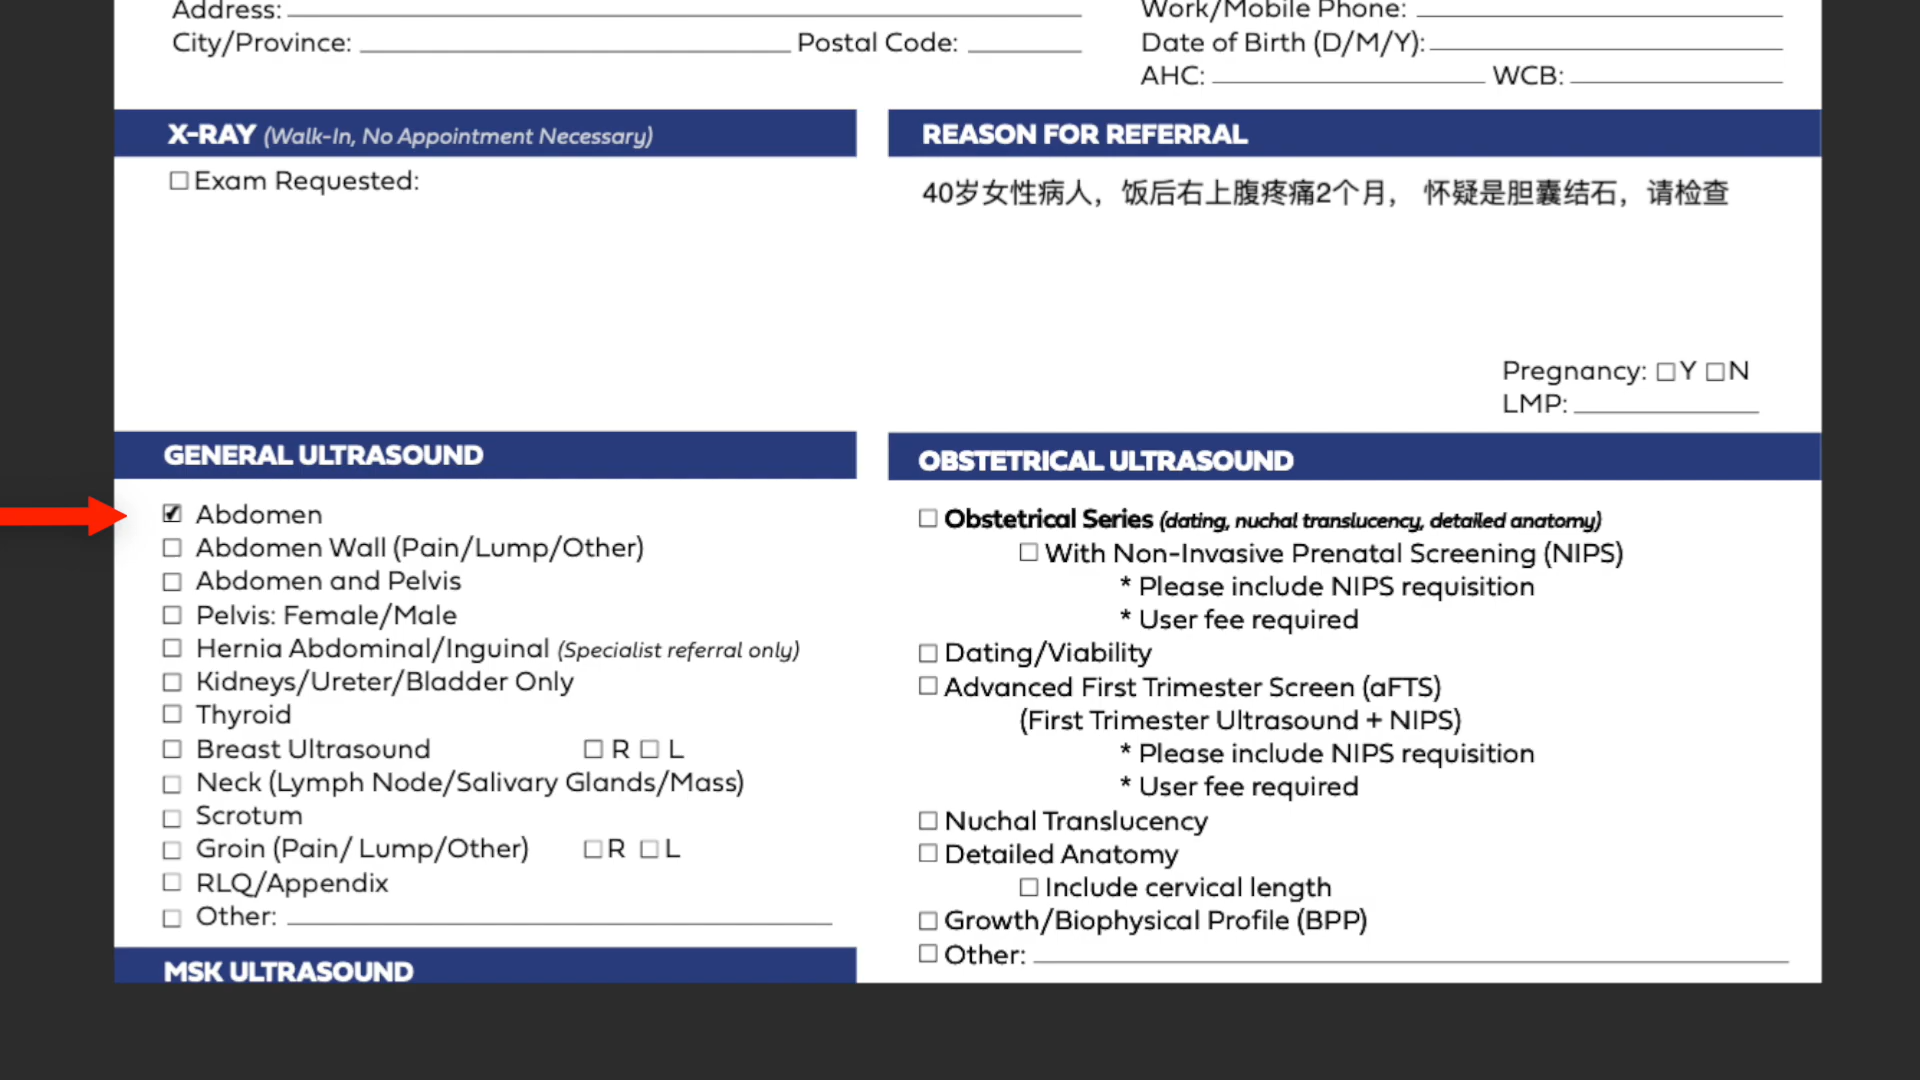 Address:
Work/Mobile Phone:
City/Province: Postal Code:
Date of Birth (D/M/Y):
AHC: WCB:
X-RAY (Walk-In, No Appointment Necessary)
Exam Requested:
REASON FOR REFERRAL
40岁女性病人，饭后右上腹疼痛2个月， 怀疑是胆囊结石，请检查
Pregnancy: Y N
LMP:
GENERAL ULTRASOUND
Abdomen
Abdomen Wall (Pain/Lump/Other)
Abdomen and Pelvis
Pelvis: Female/Male
Hernia Abdominal/Inguinal (Specialist referral only)
Kidneys/Ureter/Bladder Only
Thyroid
Breast Ultrasound R L
Neck (Lymph Node/Salivary Glands/Mass)
Scrotum
Groin (Pain/ Lump/Other) R L
RLQ/Appendix
Other:
MSK ULTRASOUND
OBSTETRICAL ULTRASOUND
Obstetrical Series (dating, nuchal translucency, detailed anatomy)
With Non-Invasive Prenatal Screening (NIPS)
* Please include NIPS requisition
* User fee required
Dating/Viability
Advanced First Trimester Screen (aFTS)
(First Trimester Ultrasound + NIPS)
* Please include NIPS requisition
* User fee required
Nuchal Translucency
Detailed Anatomy
Include cervical length
Growth/Biophysical Profile (BPP)
Other: